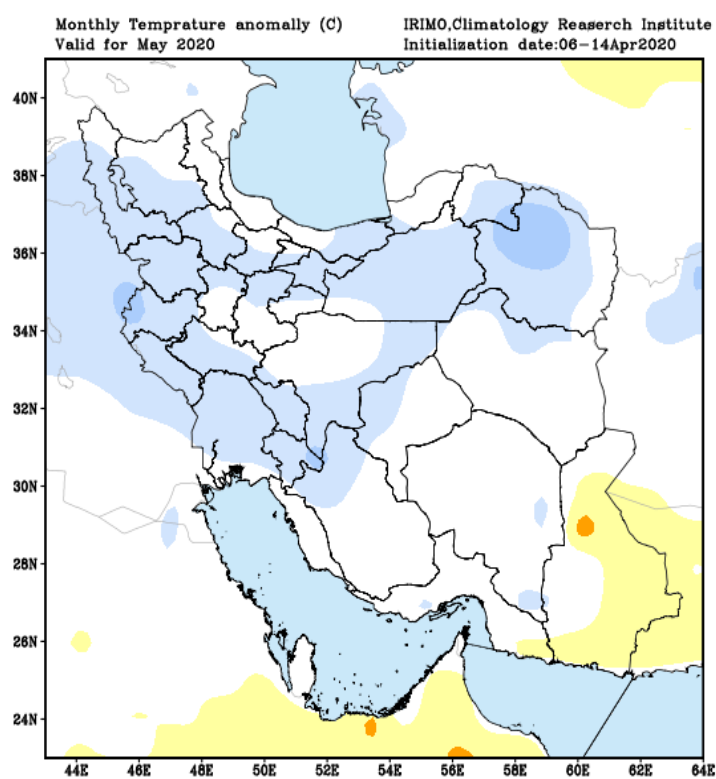 Monthly Temprature anomally (C)
Valid for May 2020
IRIMO,Climatology Reaserch Institute
Initialization date:06-14Apr2020
40N
38N
36N
34N
32N
30N
28N
26N
24N
44E 46E 48E 50E 52E 54E 56E 58E 60E 62E 64E